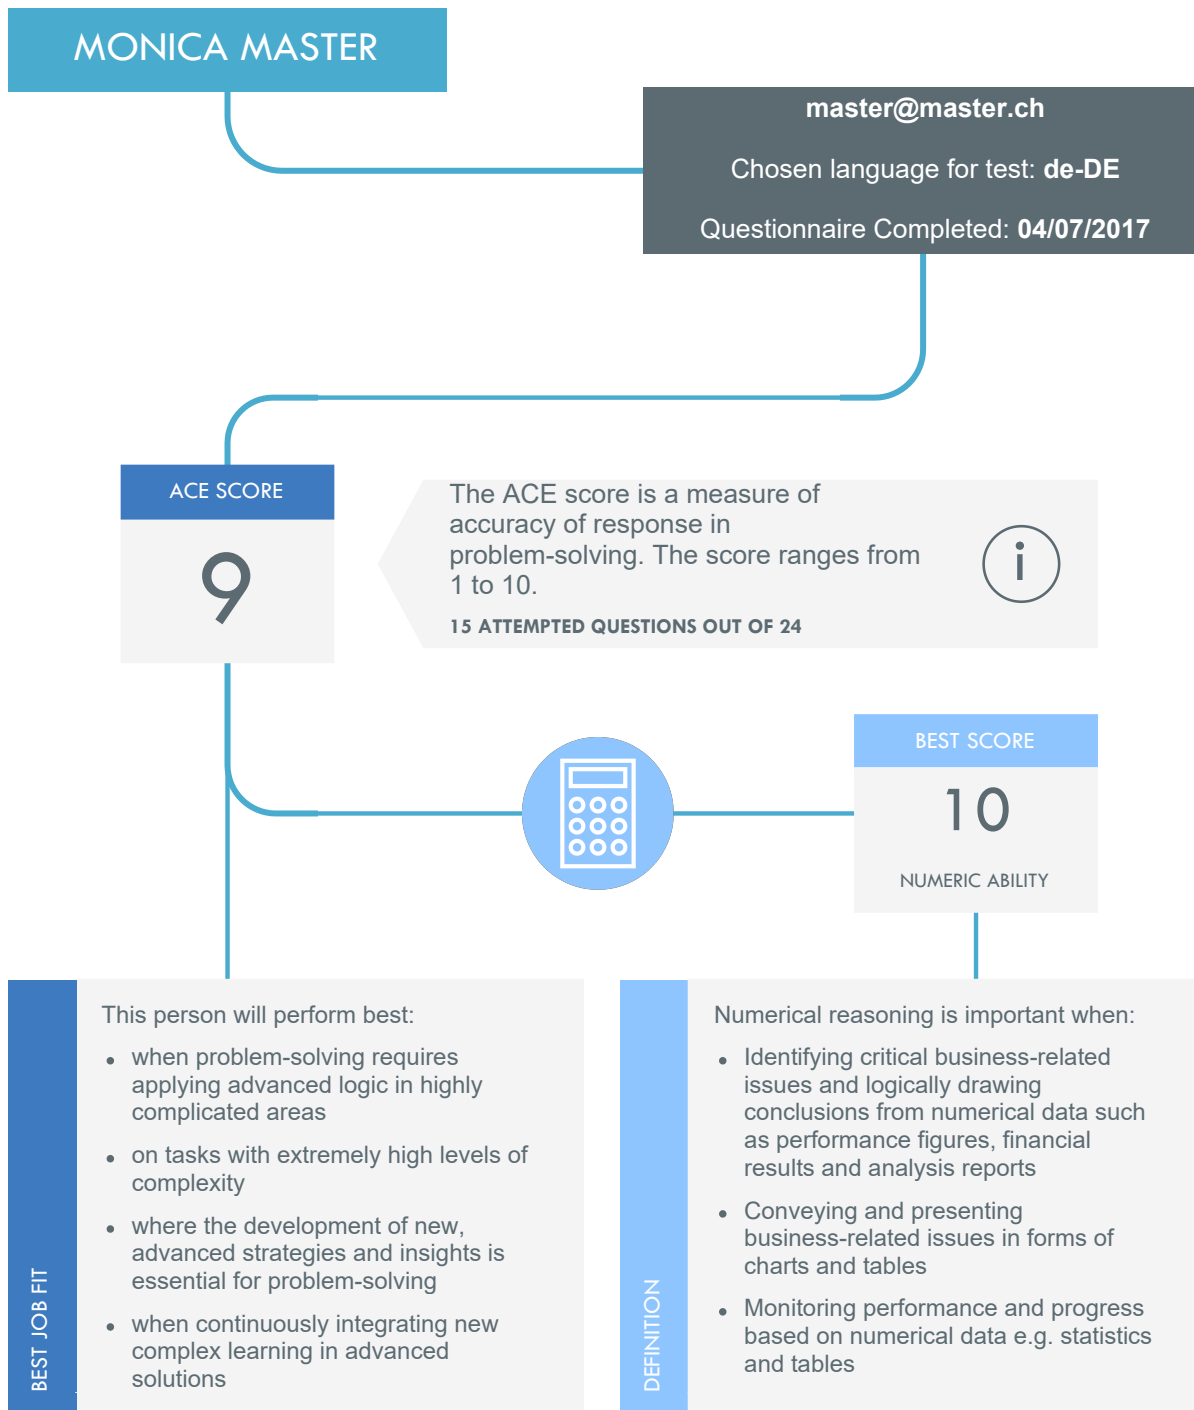 MONICA MASTER
master@master.ch
Chosen language for test: de-DE
Questionnaire Completed: 04/07/2017
ACE SCORE
9
The ACE score is a measure of
accuracy of response in
problem-solving. The score ranges from
1 to 10.
15 ATTEMPTED QUESTIONS OUT OF 24
i
BEST SCORE
10
NUMERIC ABILITY
BEST JOB FIT
This person will perform best:
• when problem-solving requires
applying advanced logic in highly
complicated areas
• on tasks with extremely high levels of
complexity
• where the development of new,
advanced strategies and insights is
essential for problem-solving
• when continuously integrating new
complex learning in advanced
solutions
DEFINITION
Numerical reasoning is important when:
• Identifying critical business-related
issues and logically drawing
conclusions from numerical data such
as performance figures, financial
results and analysis reports
• Conveying and presenting
business-related issues in forms of
charts and tables
• Monitoring performance and progress
based on numerical data e.g. statistics
and tables